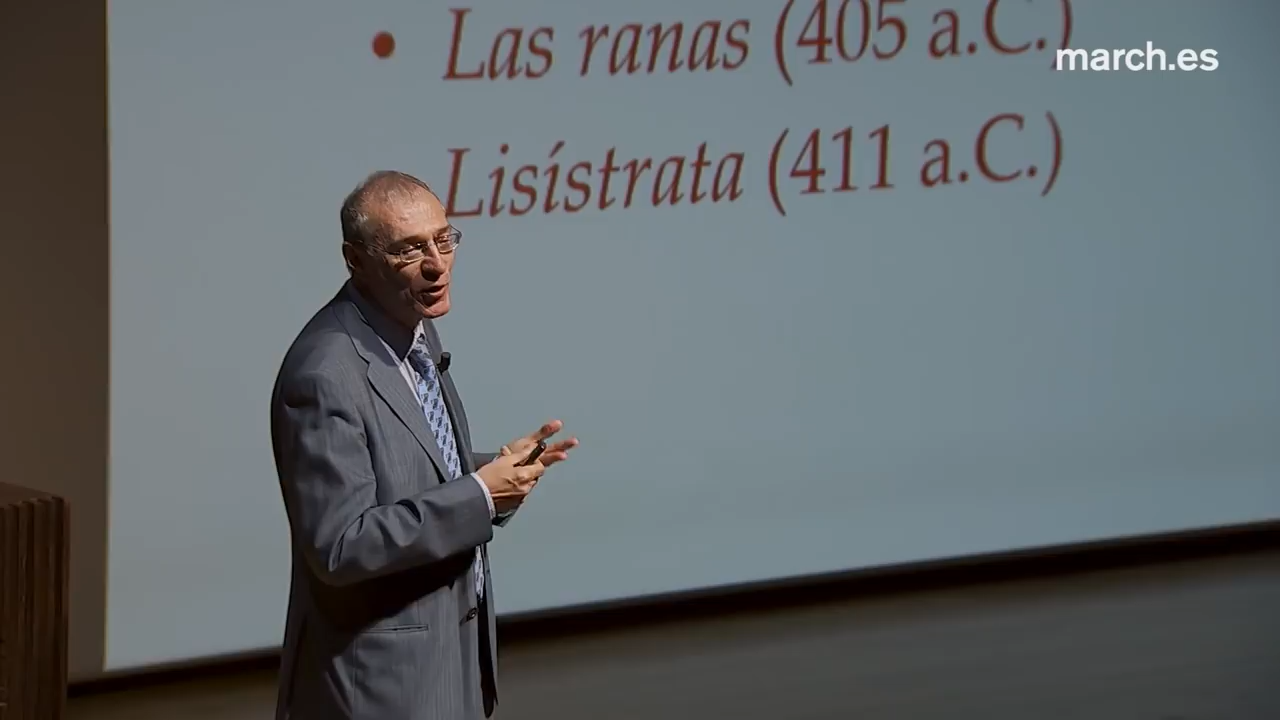 • Las ranas (405 a.C.)
march.es
Lisístrata (411 a.C.)